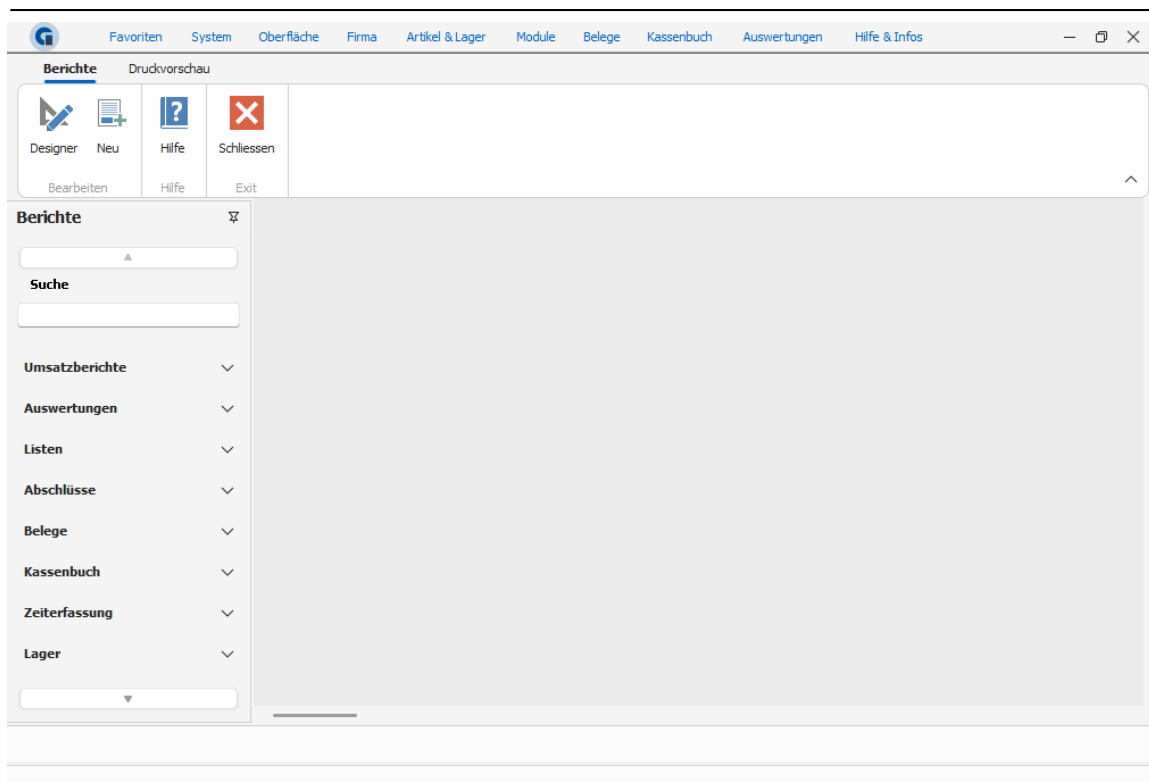 Favoriten System Oberfläche Firma Artikel & Lager Module Belege Kassenbuch Auswertungen Hilfe & Infos
Berichte Druckvorschau
Designer Neu Hilfe Schliessen
Bearbeiten Hilfe Exit
Berichte
Suche
Umsatzberichte
Auswertungen
Listen
Abschlüsse
Belege
Kassenbuch
Zeiterfassung
Lager